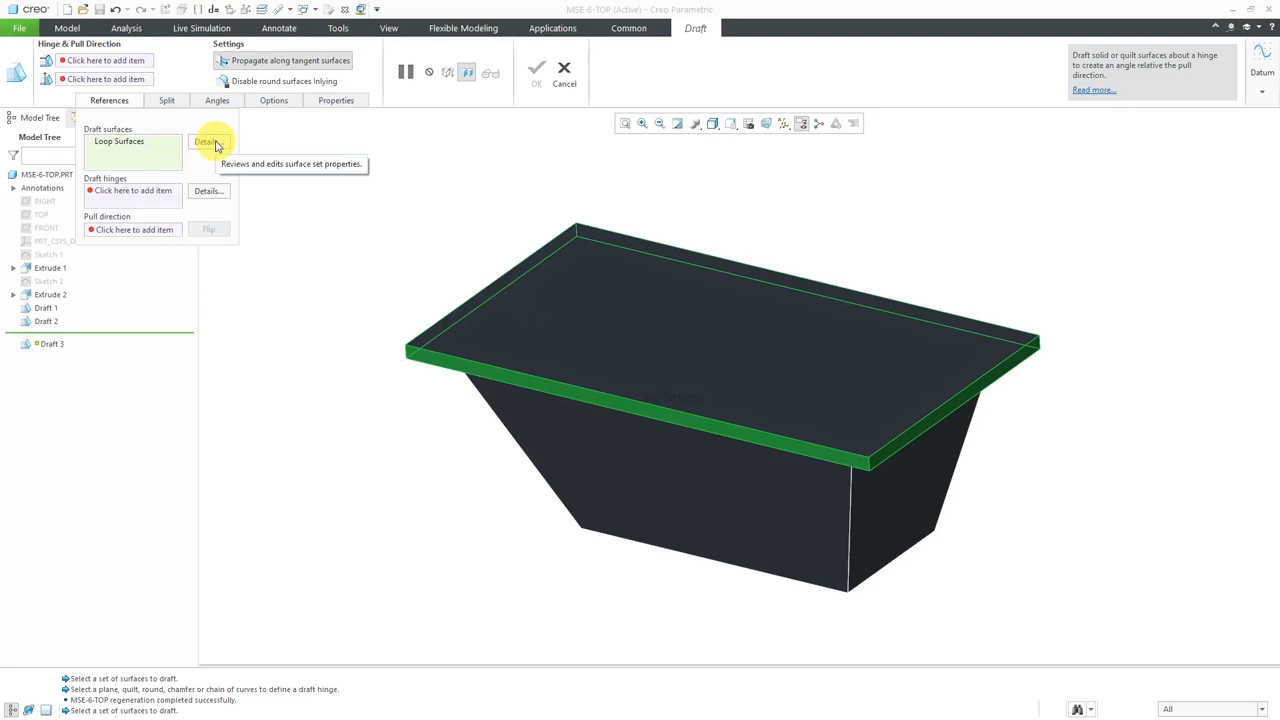 creo
MSE-6-TOP (Active) - Creo Parametric
File Model Analysis Live Simulation Annotate Tools View Flexible Modeling Applications Common Draft
Hinge & Pull Direction
Settings
Click here to add item
Propagate along tangent surfaces
Click here to add item
Disable round surfaces Inlying
OK
Cancel
Draft solid or quilt surfaces about a hinge
to create an angle relative the pull
direction.
Read more...
Datum
References Split Angles Options Properties
Model Tree
Model Tree
Draft surfaces
Loop Surfaces
Details...
Reviews and edits surface set properties.
Draft hinges
Click here to add item
Details...
Pull direction
Click here to add item
Flip
MSE-6-TOP.PRT
Annotations
RIGHT
TOP
FRONT
PRT_CSYS_D
Sketch 1
Extrude 1
Sketch 2
Extrude 2
Draft 1
Draft 2
Draft 3
Select a set of surfaces to draft.
Select a plane, quilt, round, chamfer or chain of curves to define a draft hinge.
MSE-6-TOP regeneration completed successfully.
Select a set of surfaces to draft.
All